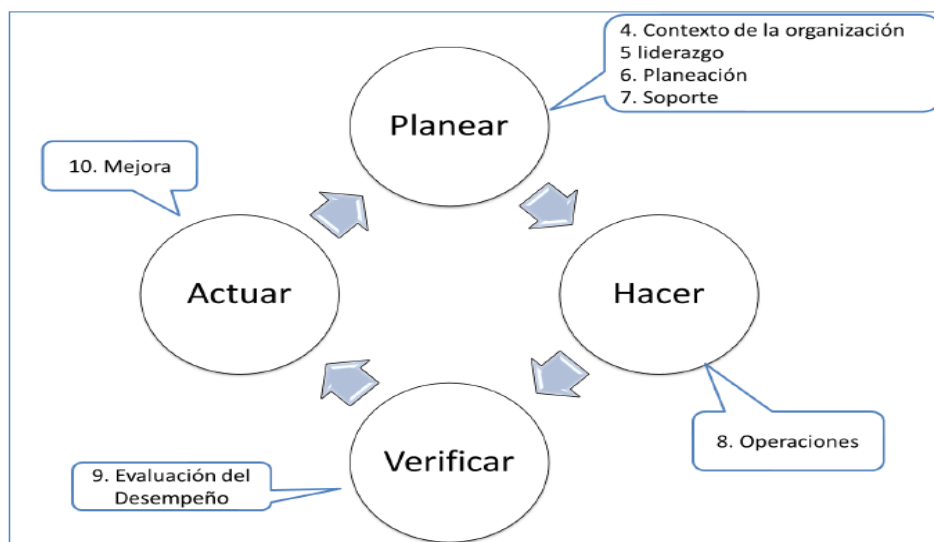 4. Contexto de la organización
5 liderazgo
6. Planeación
7. Soporte
Planear
10. Mejora
Actuar
Hacer
8. Operaciones
Verificar
9. Evaluación del
Desempeño